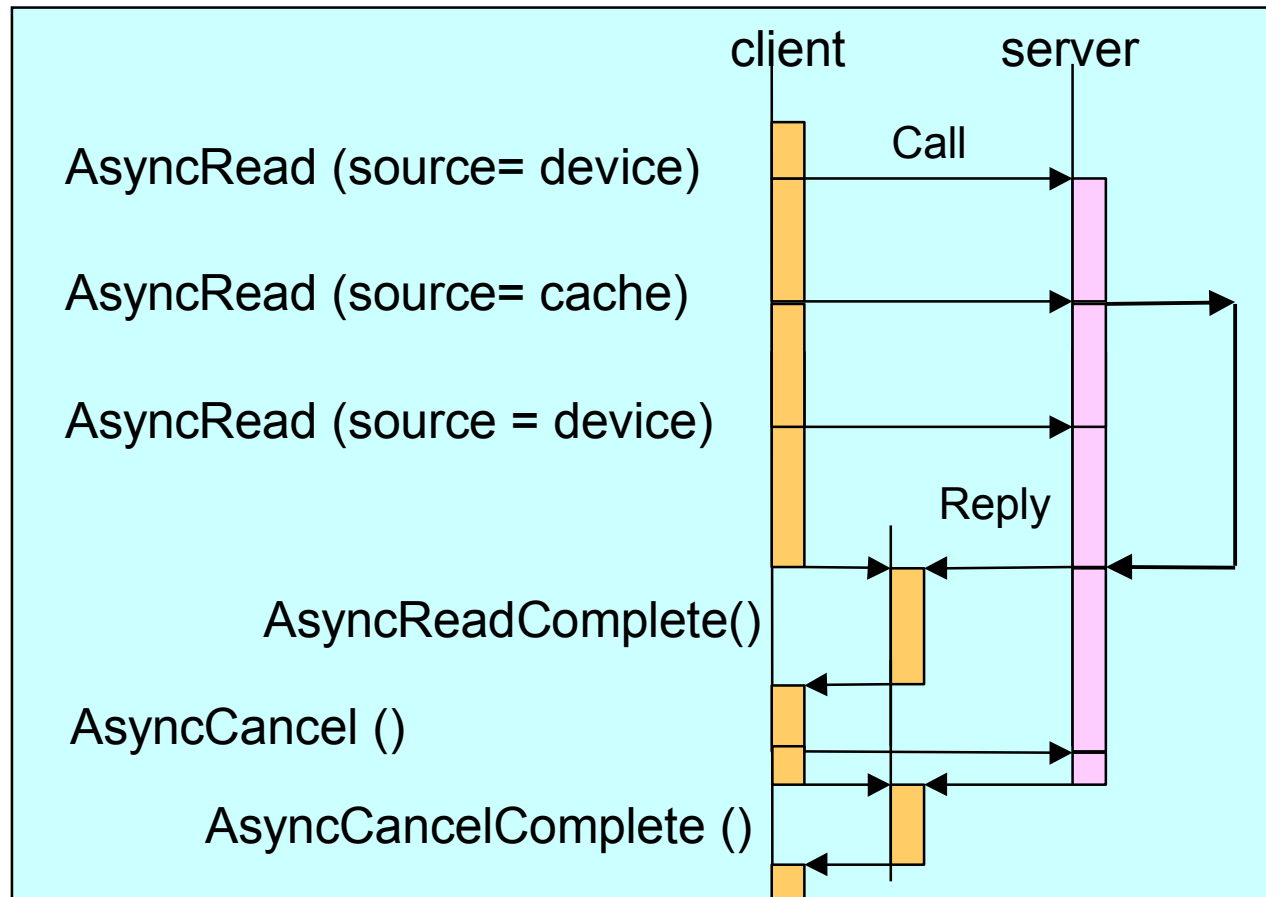 client server
Call
AsyncRead (source= device)
AsyncRead (source= cache)
AsyncRead (source = device)
Reply
AsyncReadComplete()
AsyncCancel ()
AsyncCancelComplete ()